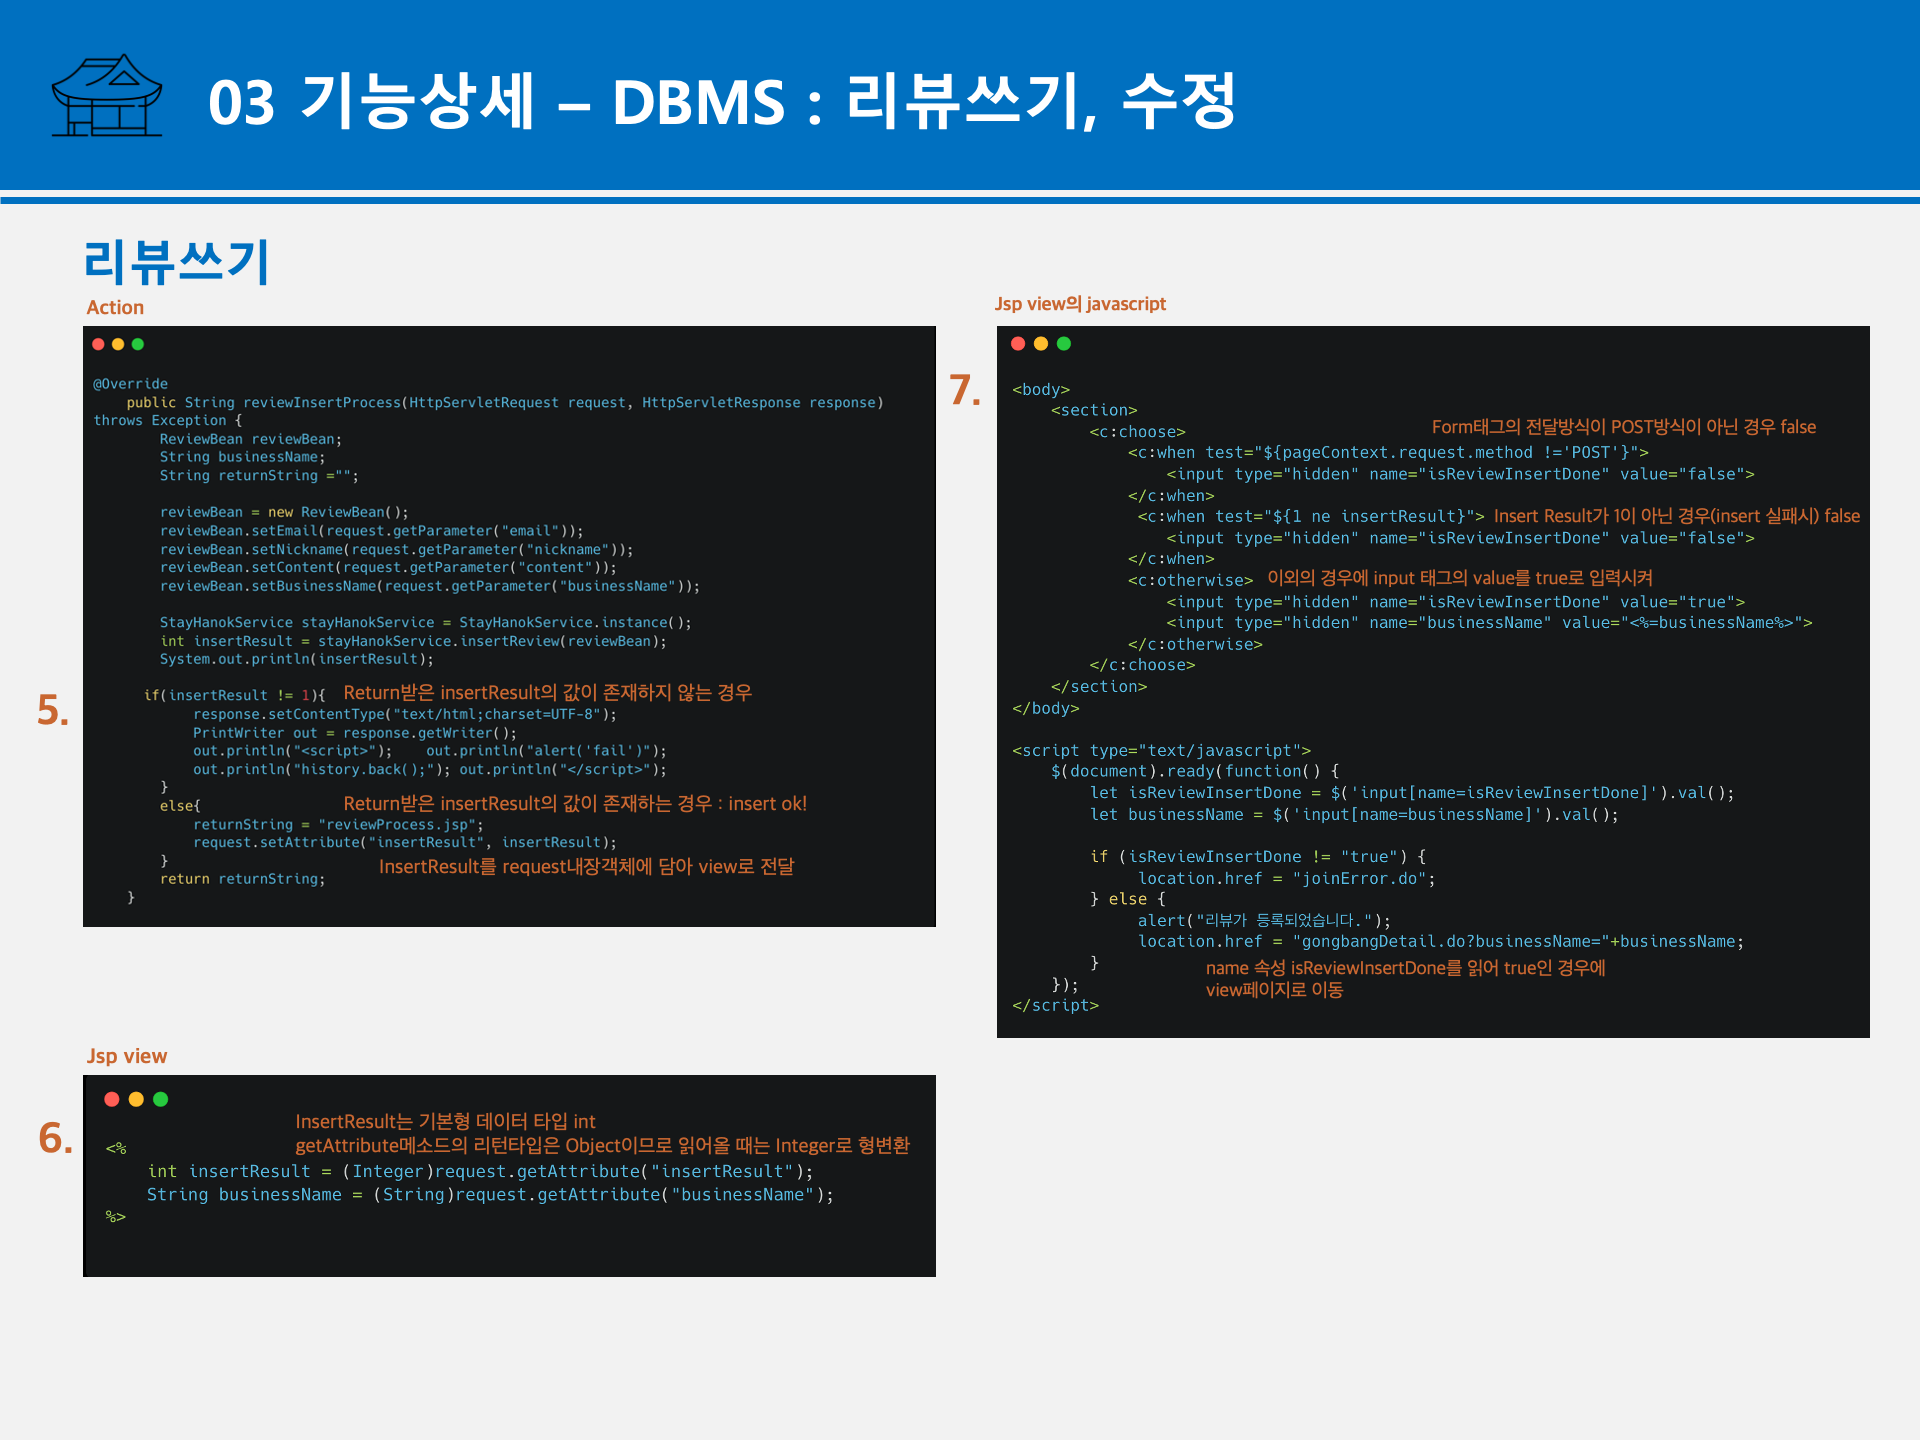 03 기능상세 – DBMS : 리뷰쓰기, 수정
리뷰쓰기
Action
5.
@Override
public String reviewInsertProcess(HttpServletRequest request, HttpServletResponse response)
throws Exception {
ReviewBean reviewBean;
String businessName;
String returnString ="";
reviewBean = new ReviewBean();
reviewBean.setEmail(request.getParameter("email"));
reviewBean.setNickname(request.getParameter("nickname"));
reviewBean.setContent(request.getParameter("content"));
reviewBean.setBusinessName(request.getParameter("businessName"));
StayHanokService stayHanokService = StayHanokService.instance();
int insertResult = stayHanokService.insertReview(reviewBean);
System.out.println(insertResult);
if(insertResult != 1){ Return받은 insertResult의 값이 존재하지 않는 경우
response.setContentType("text/html;charset=UTF-8");
PrintWriter out = response.getWriter();
out.println("<script>"); out.println("alert('fail')");
out.println("history.back();"); out.println("</script>");
}
else{ Return받은 insertResult의 값이 존재하는 경우 : insert ok!
returnString = "reviewProcess.jsp";
request.setAttribute("insertResult", insertResult);
} InsertResult를 request내장객체에 담아 view로 전달
return returnString;
}
Jsp view
6.
InsertResult는 기본형 데이터 타입 int
<% getAttribute메소드의 리턴타입은 Object이므로 읽어올 때는 Integer로 형변환
int insertResult = (Integer)request.getAttribute("insertResult");
String businessName = (String)request.getAttribute("businessName");
%>
Jsp view의 javascript
7.
<body>
<section>
Form태그의 전달방식이 POST방식이 아닌 경우 false
<c:choose>
<c:when test="${pageContext.request.method !='POST'}">
<input type="hidden" name="isReviewInsertDone" value="false">
</c:when>
<c:when test="${1 ne insertResult}"> Insert Result가 1이 아닌 경우(insert 실패시) false
<input type="hidden" name="isReviewInsertDone" value="false">
</c:when>
<c:otherwise> 이외의 경우에 input 태그의 value를 true로 입력시켜
<input type="hidden" name="isReviewInsertDone" value="true">
<input type="hidden" name="businessName" value="<%=businessName%>">
</c:otherwise>
</c:choose>
</section>
</body>
<script type="text/javascript">
$(document).ready(function() {
let isReviewInsertDone = $('input[name=isReviewInsertDone]').val();
let businessName = $('input[name=businessName]').val();
if (isReviewInsertDone != "true") {
location.href = "joinError.do";
} else {
alert("리뷰가 등록되었습니다.");
location.href = "gongbangDetail.do?businessName="+businessName;
}
name 속성 isReviewInsertDone를 읽어 true인 경우에
}); view페이지로 이동
</script>